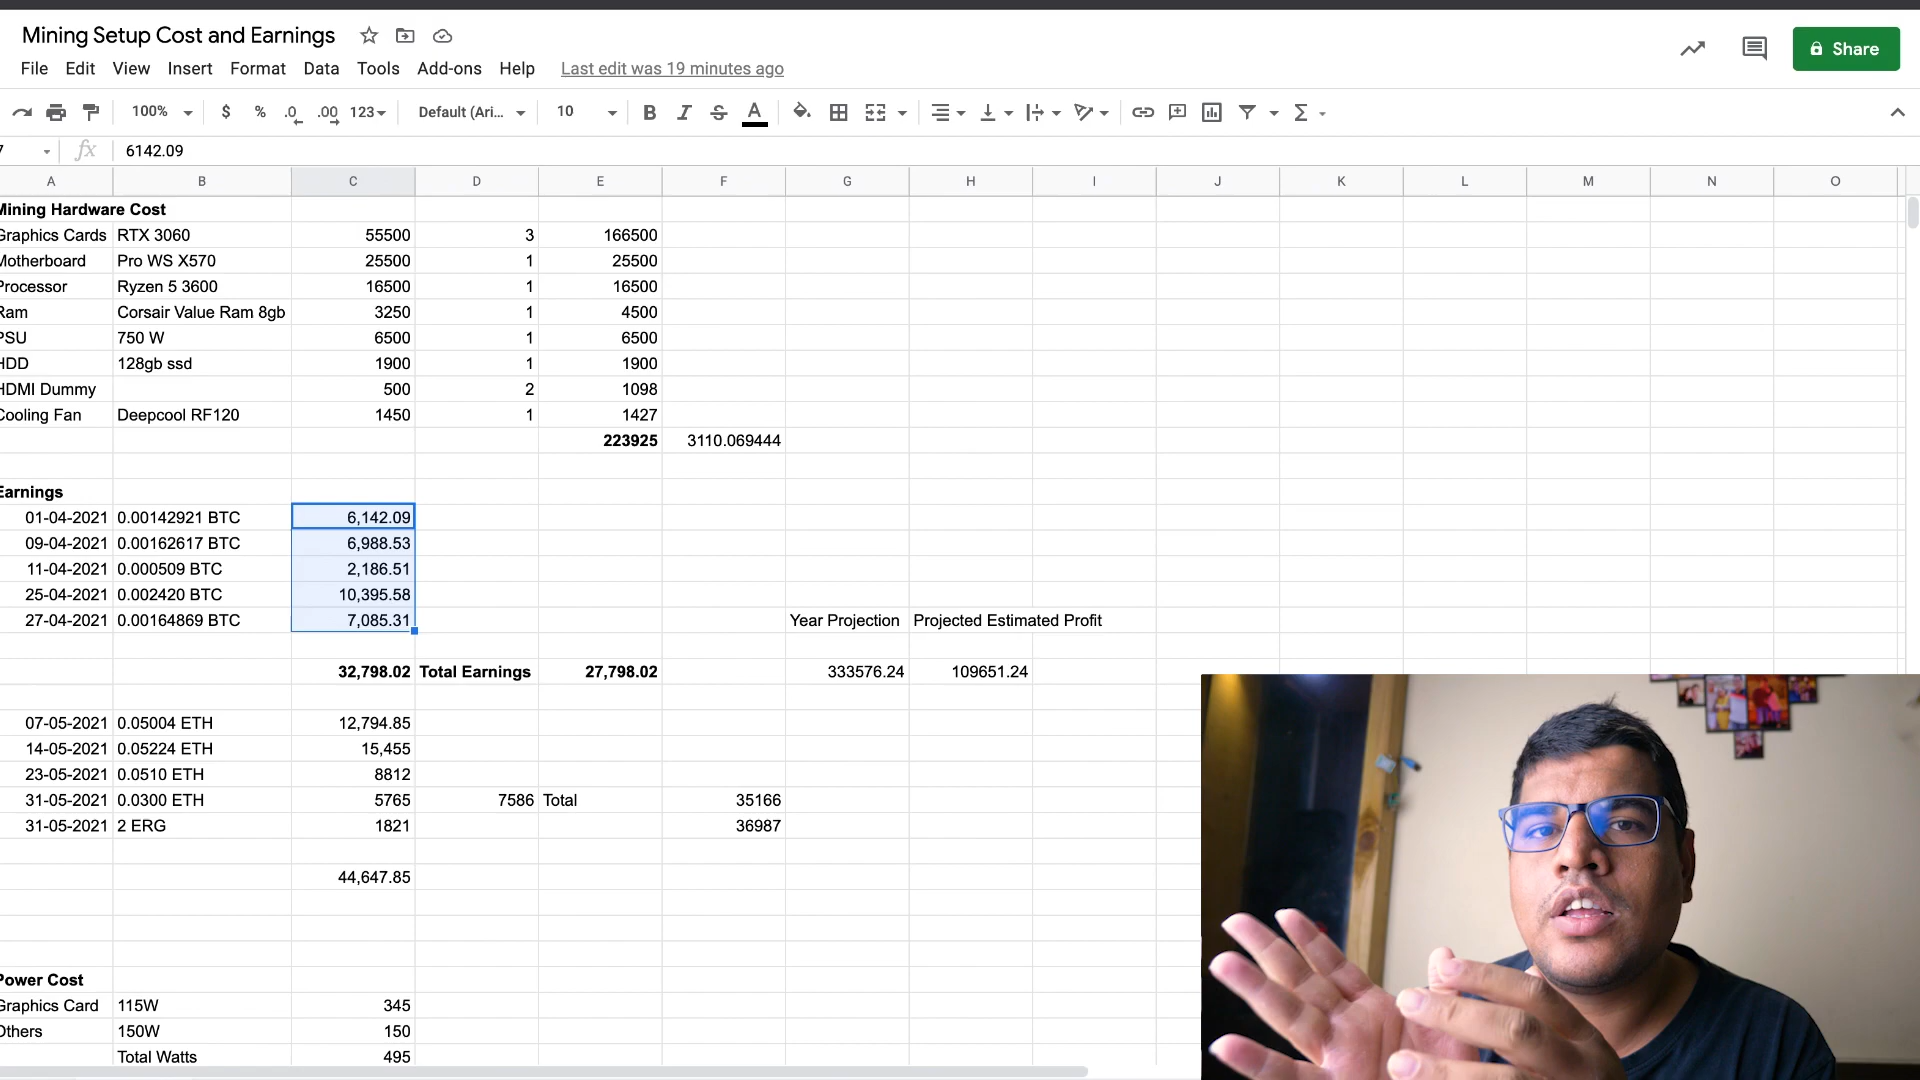 Mining Setup Cost and Earnings
File Edit View Insert Format Data Tools Add-ons Help Last edit was 19 minutes ago
Share
100% $ % .0 .00 123 Default (Ari... 10 B I S A Σ
fx 6142.09
A B C D E F G H I J K L M N O
Mining Hardware Cost
Graphics Cards RTX 3060 55500 3 166500
Motherboard Pro WS X570 25500 1 25500
Processor Ryzen 5 3600 16500 1 16500
Ram Corsair Value Ram 8gb 3250 1 4500
PSU 750 W 6500 1 6500
HDD 128gb ssd 1900 1 1900
HDMI Dummy 500 2 1098
Cooling Fan Deepcool RF120 1450 1 1427
223925 3110.069444
Earnings
01-04-2021 0.00142921 BTC 6,142.09
09-04-2021 0.00162617 BTC 6,988.53
11-04-2021 0.000509 BTC 2,186.51
25-04-2021 0.002420 BTC 10,395.58
27-04-2021 0.00164869 BTC 7,085.31 Year Projection Projected Estimated Profit
32,798.02 Total Earnings 27,798.02 333576.24 109651.24
07-05-2021 0.05004 ETH 12,794.85
14-05-2021 0.05224 ETH 15,455
23-05-2021 0.0510 ETH 8812
31-05-2021 0.0300 ETH 5765 7586 Total 35166
31-05-2021 2 ERG 1821 36987
44,647.85
Power Cost
Graphics Card 115W 345
Others 150W 150
Total Watts 495